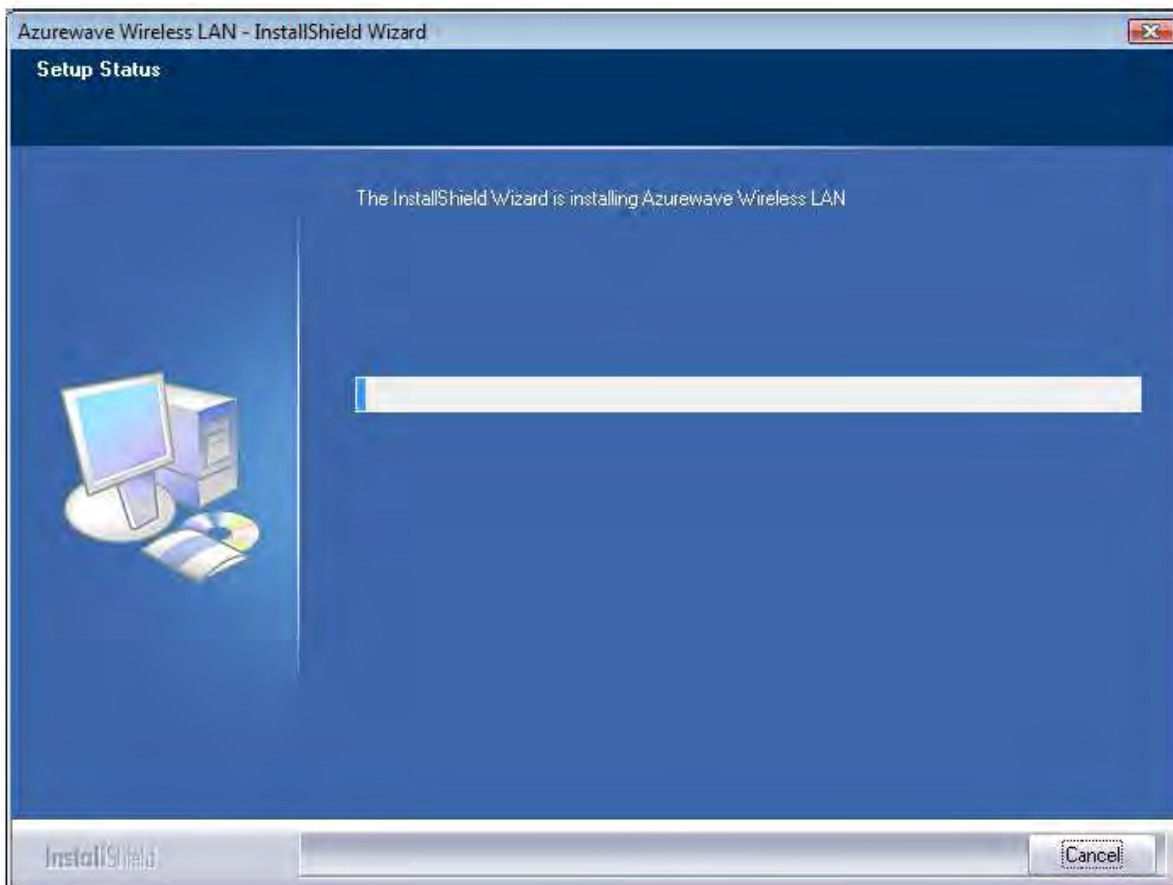 Azurewave Wireless LAN - InstallShield Wizard
Setup Status
The InstallShield Wizard is installing Azurewave Wireless LAN
InstallShield
Cancel